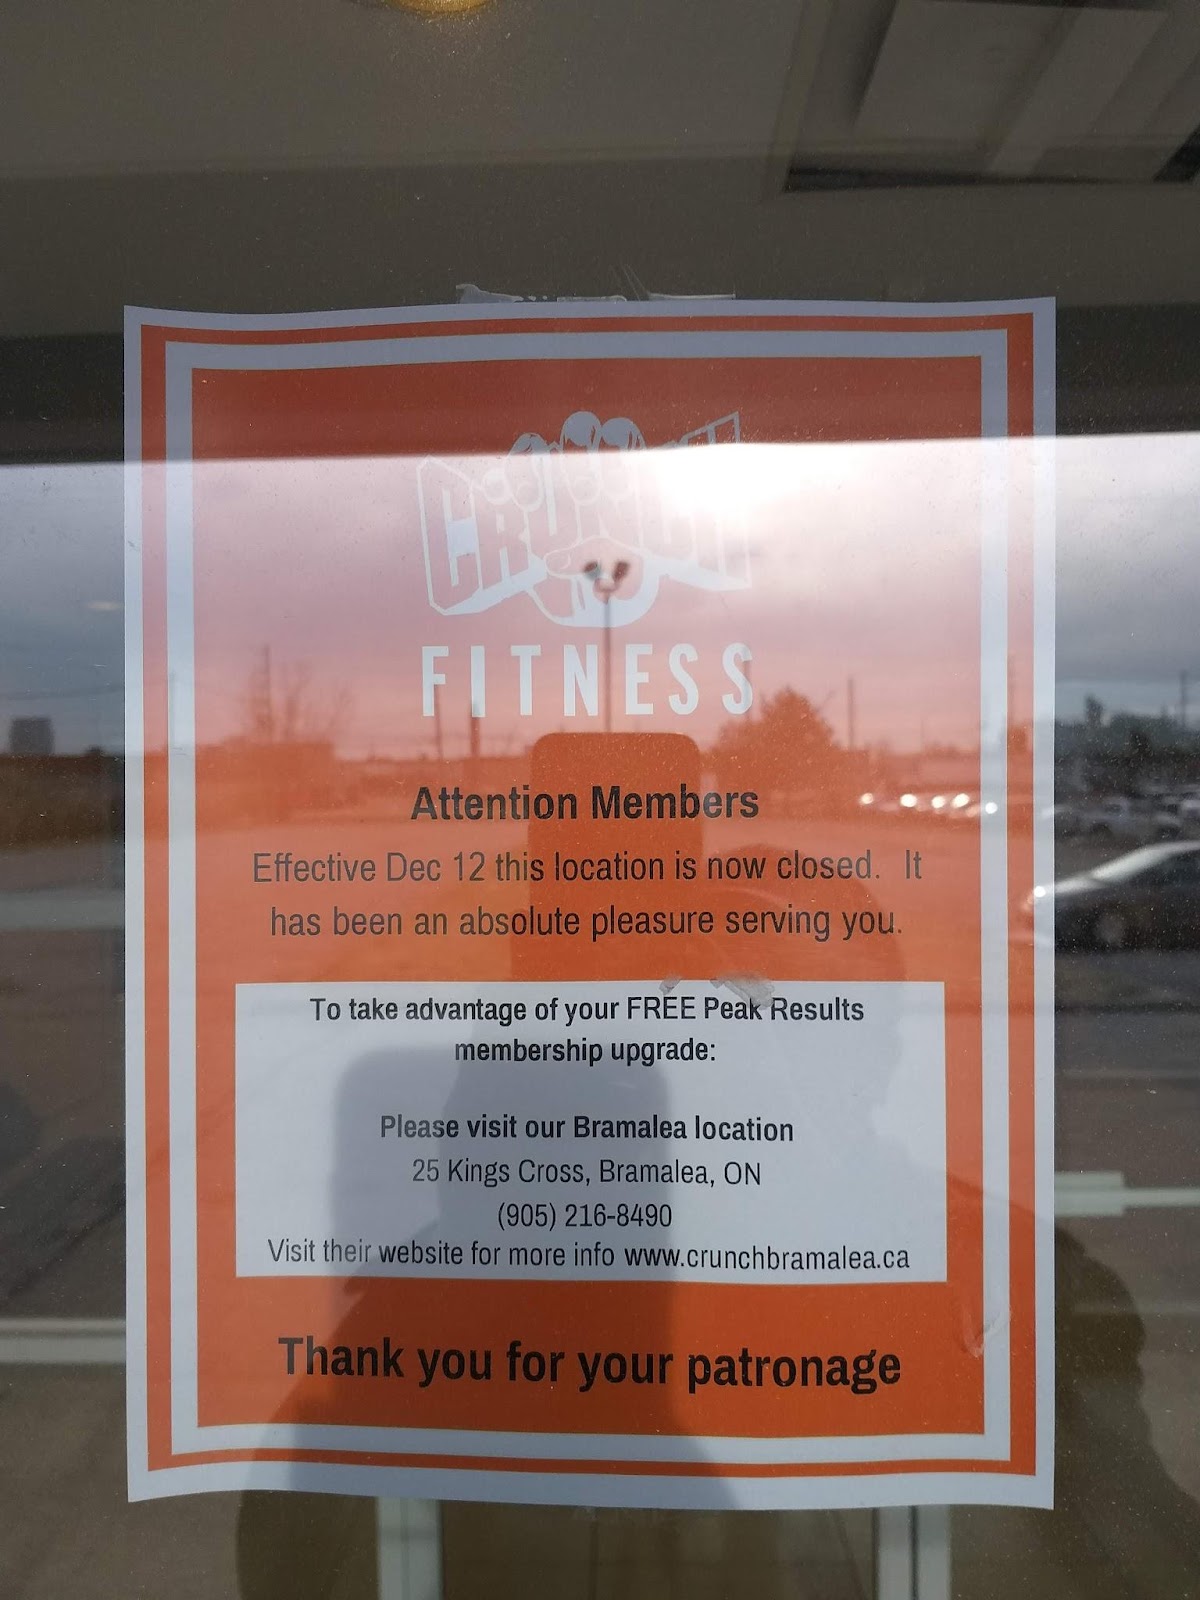 CRUNCH
FITNESS
Attention Members
Effective Dec 12 this location is now closed. It
has been an absolute pleasure serving you.
To take advantage of your FREE Peak Results
membership upgrade:
Please visit our Bramalea location
25 Kings Cross, Bramalea, ON
(905) 216-8490
Visit their website for more info www.crunchbramalea.ca
Thank you for your patronage